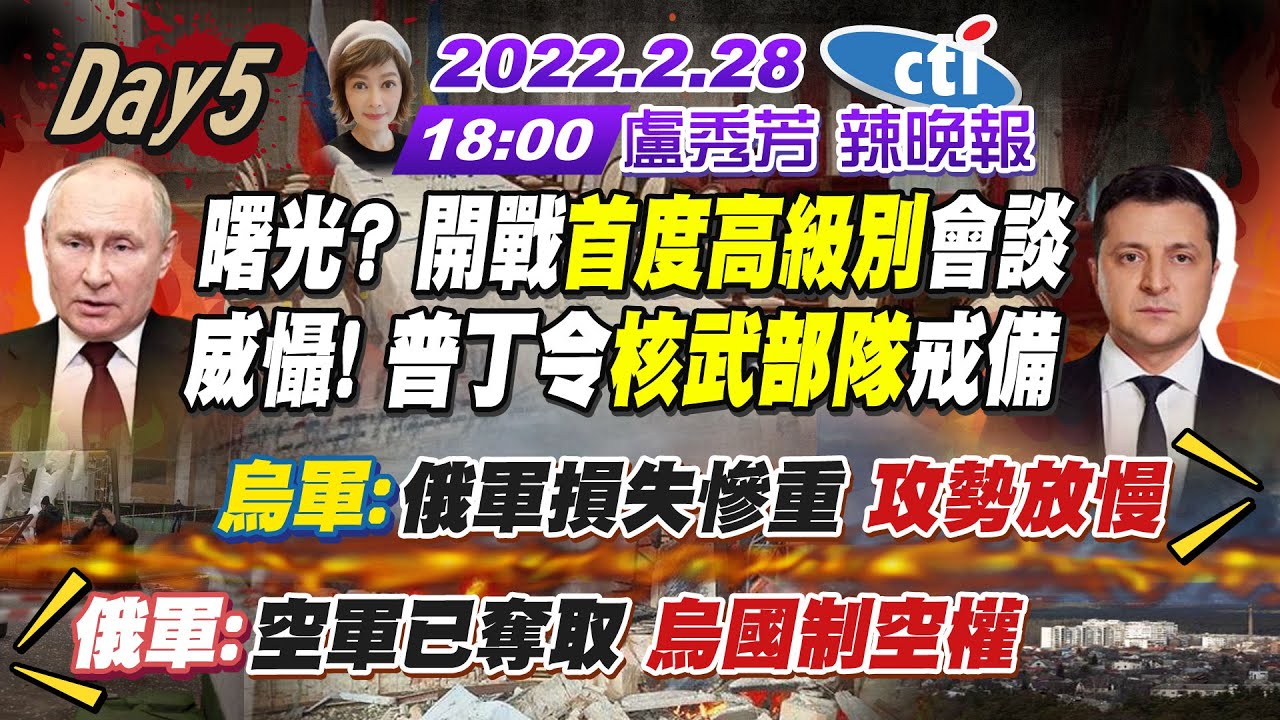 Day5
2022.2.28
cti
18:00 盧秀芳 辣晚報
曙光? 開戰首度高級別會談
威懾! 普丁令核武部隊戒備
烏軍:俄軍損失慘重 攻勢放慢
俄軍:空軍已奪取 烏國制空權